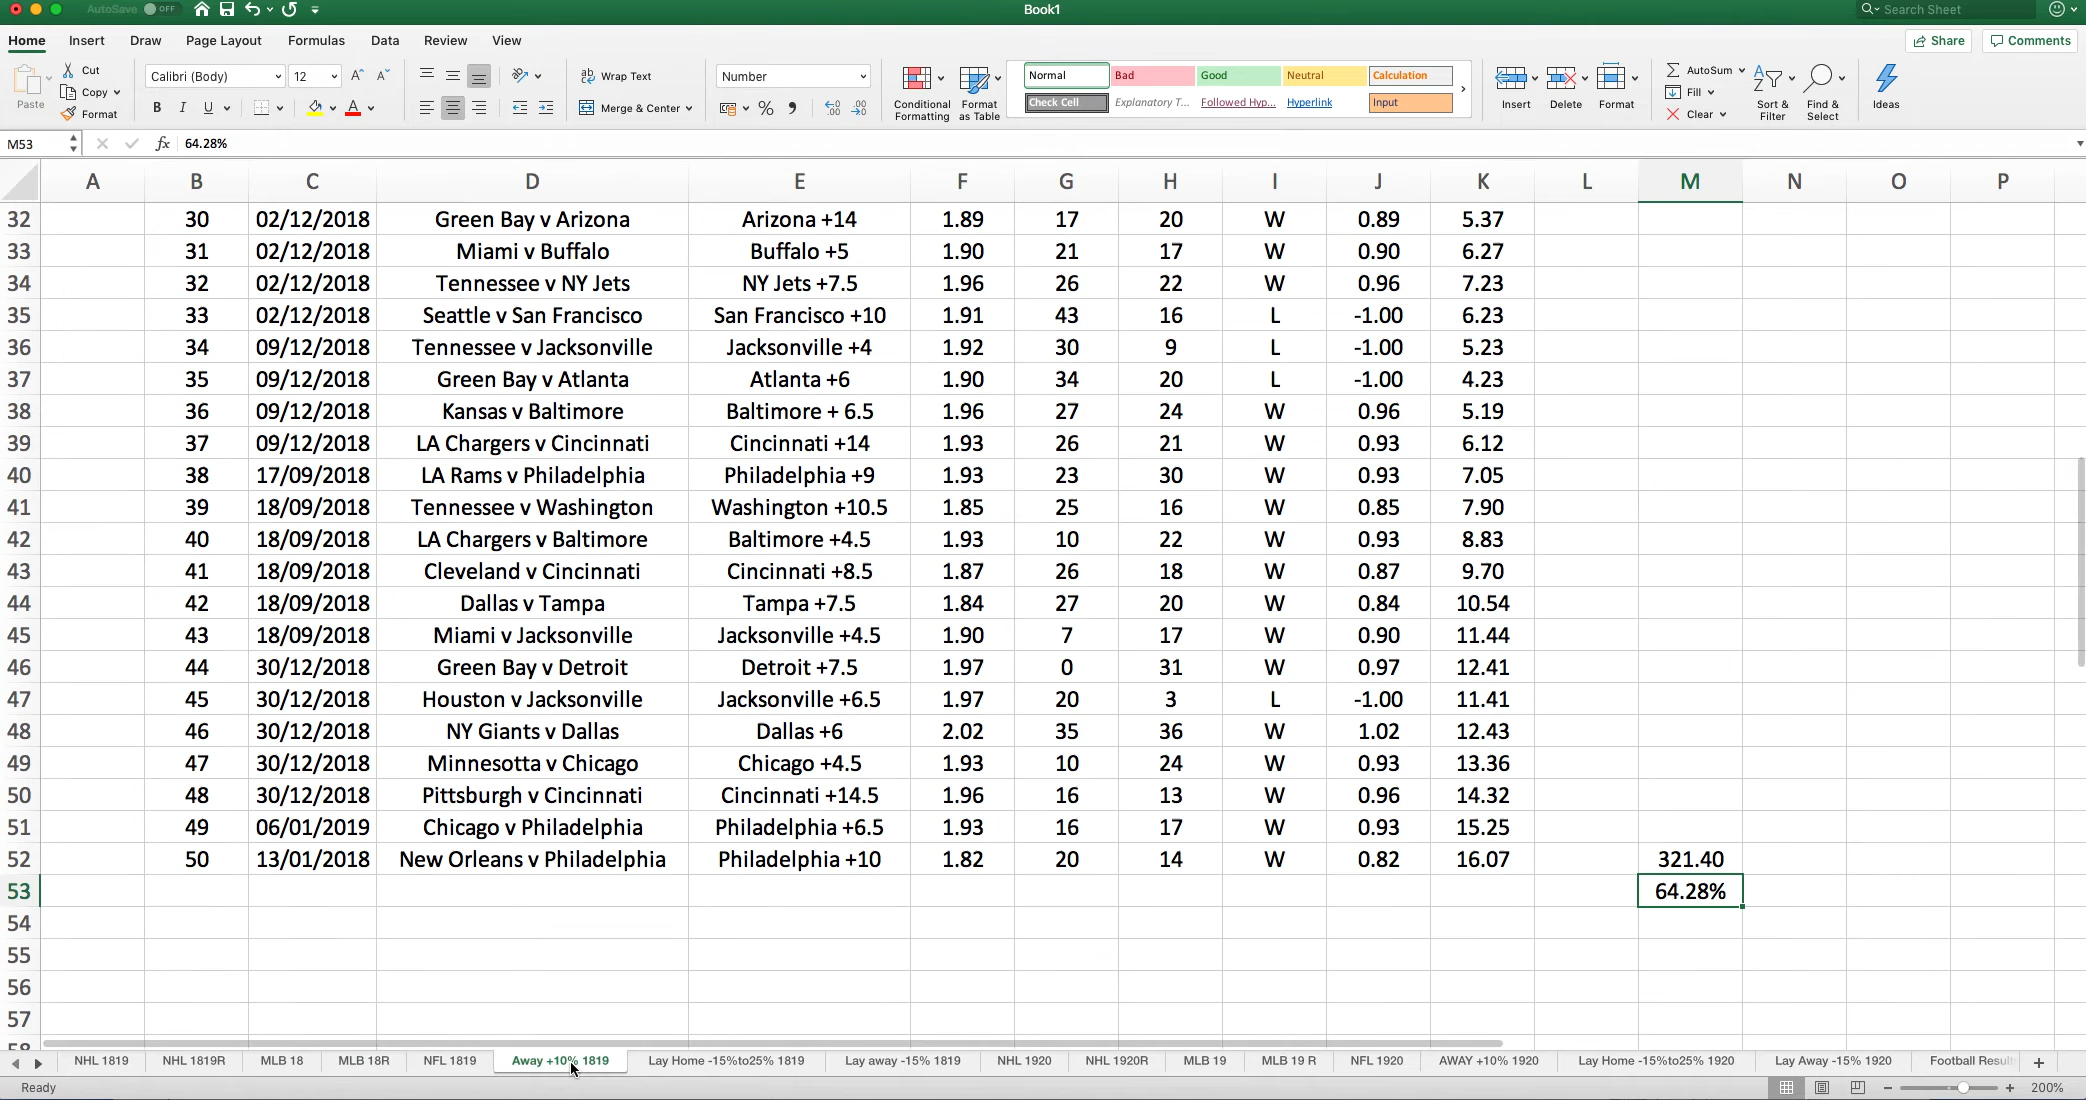 AutoSave OFF Book1 Search Sheet
Home Insert Draw Page Layout Formulas Data Review View Share Comments
Paste Cut Copy Format
Calibri (Body) 12 A A B I U A
ab Wrap Text Merge & Center
Number % 9 .00
Conditional Formatting Format as Table
Normal Bad Good Neutral Calculation
Check Cell Explanatory T... Followed Hyp... Hyperlink Input
Insert Delete Format
AutoSum Fill Clear Sort & Filter Find & Select Ideas
M53 fx 64.28%
A B C D E F G H I J K L M N O P
32 30 02/12/2018 Green Bay v Arizona Arizona +14 1.89 17 20 W 0.89 5.37
33 31 02/12/2018 Miami v Buffalo Buffalo +5 1.90 21 17 W 0.90 6.27
34 32 02/12/2018 Tennessee v NY Jets NY Jets +7.5 1.96 26 22 W 0.96 7.23
35 33 02/12/2018 Seattle v San Francisco San Francisco +10 1.91 43 16 L -1.00 6.23
36 34 09/12/2018 Tennessee v Jacksonville Jacksonville +4 1.92 30 9 L -1.00 5.23
37 35 09/12/2018 Green Bay v Atlanta Atlanta +6 1.90 34 20 L -1.00 4.23
38 36 09/12/2018 Kansas v Baltimore Baltimore + 6.5 1.96 27 24 W 0.96 5.19
39 37 09/12/2018 LA Chargers v Cincinnati Cincinnati +14 1.93 26 21 W 0.93 6.12
40 38 17/09/2018 LA Rams v Philadelphia Philadelphia +9 1.93 23 30 W 0.93 7.05
41 39 18/09/2018 Tennessee v Washington Washington +10.5 1.85 25 16 W 0.85 7.90
42 40 18/09/2018 LA Chargers v Baltimore Baltimore +4.5 1.93 10 22 W 0.93 8.83
43 41 18/09/2018 Cleveland v Cincinnati Cincinnati +8.5 1.87 26 18 W 0.87 9.70
44 42 18/09/2018 Dallas v Tampa Tampa +7.5 1.84 27 20 W 0.84 10.54
45 43 18/09/2018 Miami v Jacksonville Jacksonville +4.5 1.90 7 17 W 0.90 11.44
46 44 30/12/2018 Green Bay v Detroit Detroit +7.5 1.97 0 31 W 0.97 12.41
47 45 30/12/2018 Houston v Jacksonville Jacksonville +6.5 1.97 20 3 L -1.00 11.41
48 46 30/12/2018 NY Giants v Dallas Dallas +6 2.02 35 36 W 1.02 12.43
49 47 30/12/2018 Minnesotta v Chicago Chicago +4.5 1.93 10 24 W 0.93 13.36
50 48 30/12/2018 Pittsburgh v Cincinnati Cincinnati +14.5 1.96 16 13 W 0.96 14.32
51 49 06/01/2019 Chicago v Philadelphia Philadelphia +6.5 1.93 16 17 W 0.93 15.25
52 50 13/01/2018 New Orleans v Philadelphia Philadelphia +10 1.82 20 14 W 0.82 16.07 321.40
53 64.28%
54
55
56
57
58
NHL 1819 NHL 1819R MLB 18 MLB 18R NFL 1819 Away +10% 1819 Lay Home -15%to25% 1819 Lay away -15% 1819 NHL 1920 NHL 1920R MLB 19 MLB 19 R NFL 1920 AWAY +10% 1920 Lay Home -15%to25% 1920 Lay Away -15% 1920 Football Result
Ready 200%